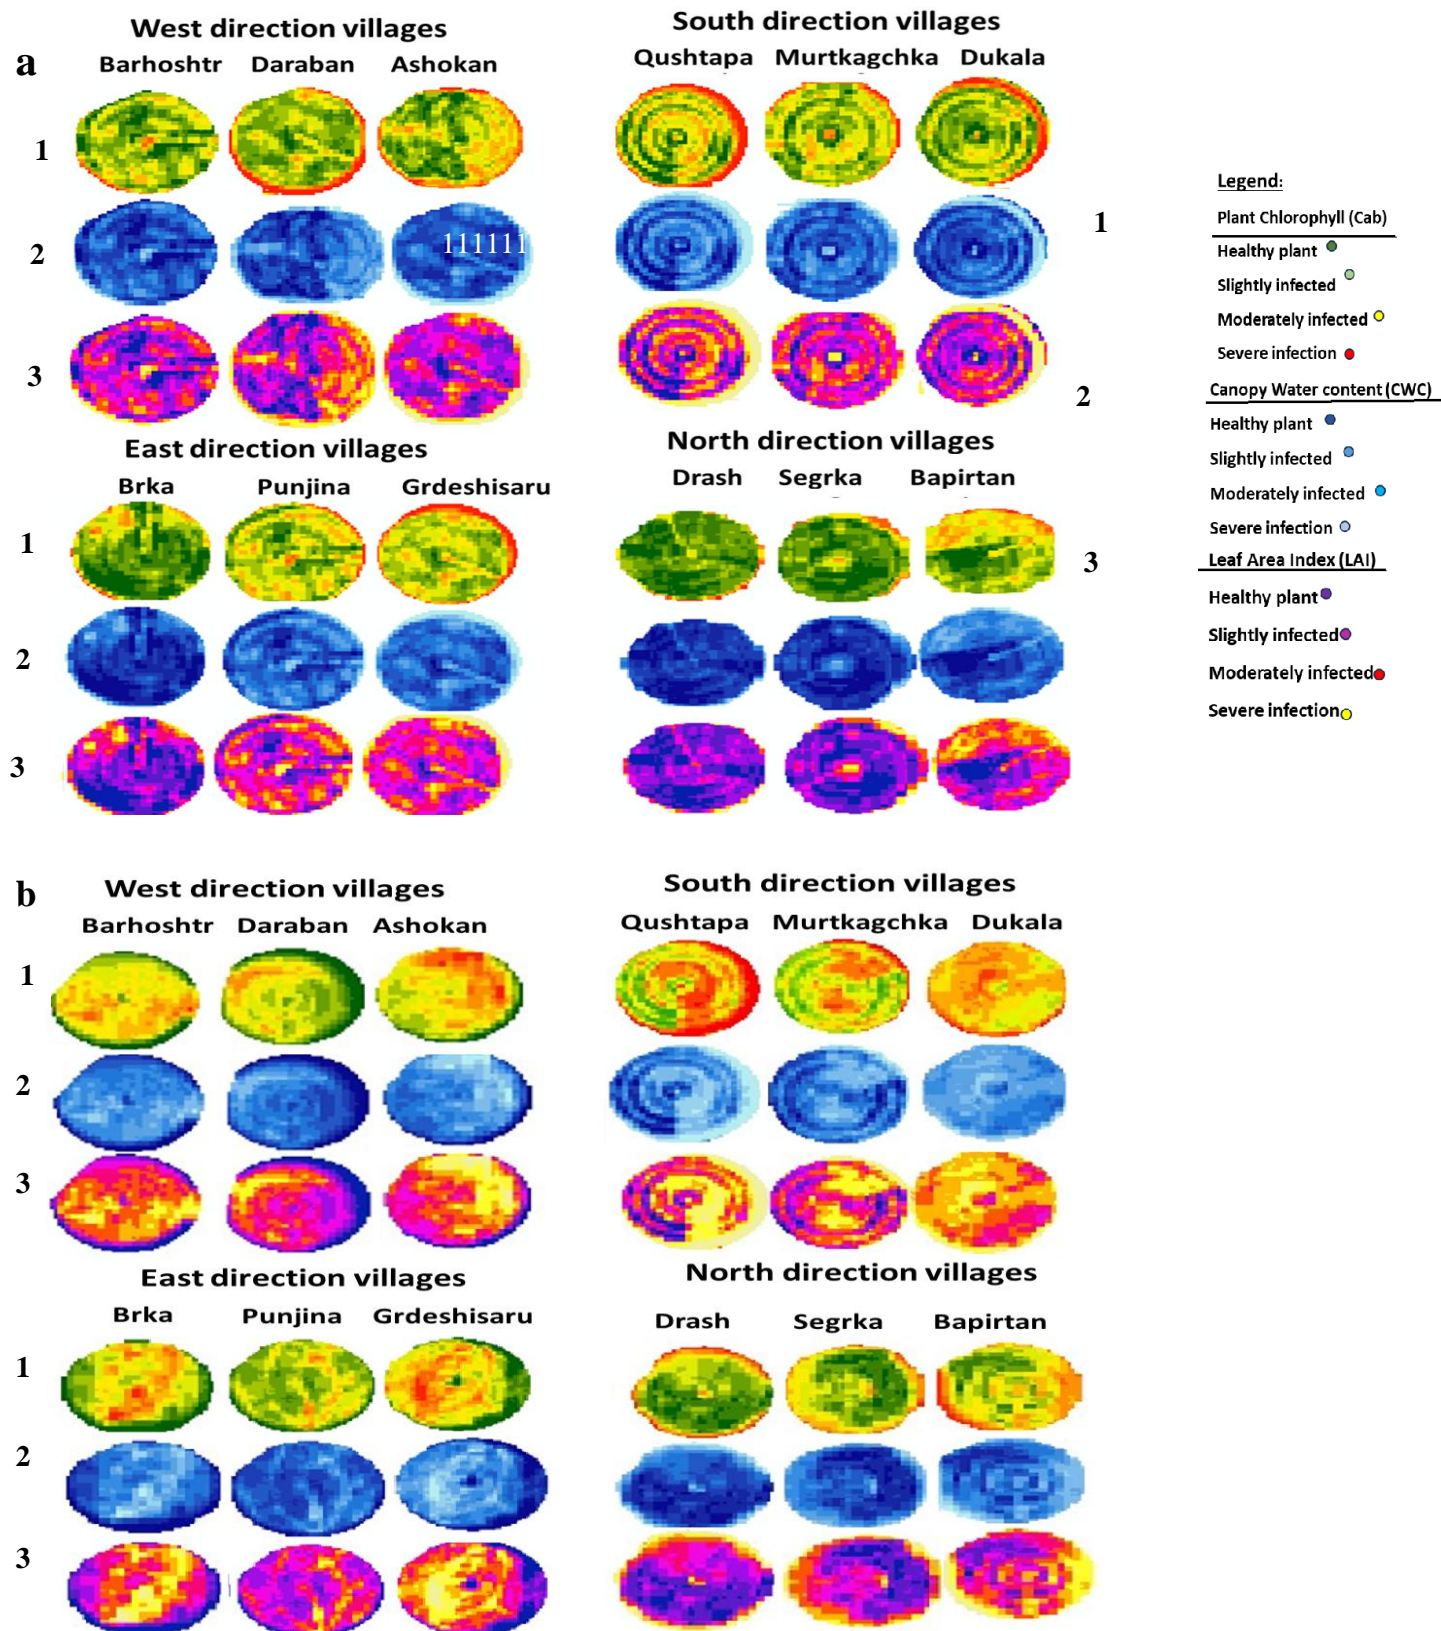 a
West direction villages
Barhoshtr Daraban Ashokan
1
2
111111
3
South direction villages
Qushtapa Murtkagchka Dukala
East direction villages
Brka Punjina Grdeshisaru
1
2
3
North direction villages
Drash Segrka Bapirtan
1
2
3
Legend:
Plant Chlorophyll (Cab)
Healthy plant
Slightly infected
Moderately infected
Severe infection
Canopy Water content (CWC)
Healthy plant
Slightly infected
Moderately infected
Severe infection
Leaf Area Index (LAI)
Healthy plant
Slightly infected
Moderately infected
Severe infection
b
West direction villages
Barhoshtr Daraban Ashokan
1
2
3
South direction villages
Qushtapa Murtkagchka Dukala
East direction villages
Brka Punjina Grdeshisaru
1
2
3
North direction villages
Drash Segrka Bapirtan